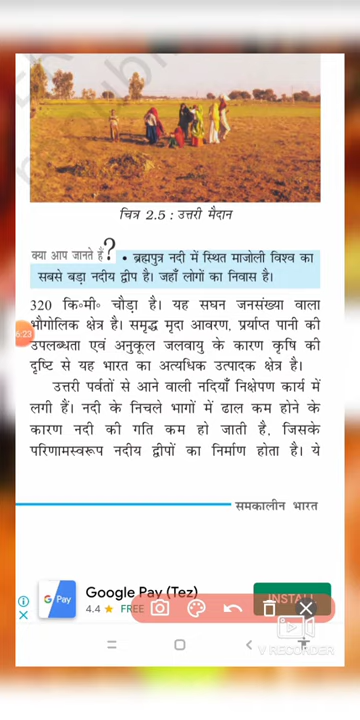 चित्र 2.5 : उत्तरी मैदान
क्या आप जानते हैं? • ब्रह्मपुत्र नदी में स्थित माजोली विश्व का
सबसे बड़ा नदीय द्वीप है। जहाँ लोगों का निवास है।
320 कि॰मी॰ चौड़ा है। यह सघन जनसंख्या वाला
भौगोलिक क्षेत्र है। समृद्ध मृदा आवरण, प्रर्याप्त पानी की
उपलब्धता एवं अनुकूल जलवायु के कारण कृषि की
दृष्टि से यह भारत का अत्यधिक उत्पादक क्षेत्र है।
उत्तरी पर्वतों से आने वाली नदियाँ निक्षेपण कार्य में
लगी हैं। नदी के निचले भागों में ढाल कम होने के
कारण नदी की गति कम हो जाती है, जिसके
परिणामस्वरूप नदीय द्वीपों का निर्माण होता है। ये
समकालीन भारत
6:23
G Pay
Google Pay (Tez)
4.4 ★ FREE
INSTALL
V RECORDER